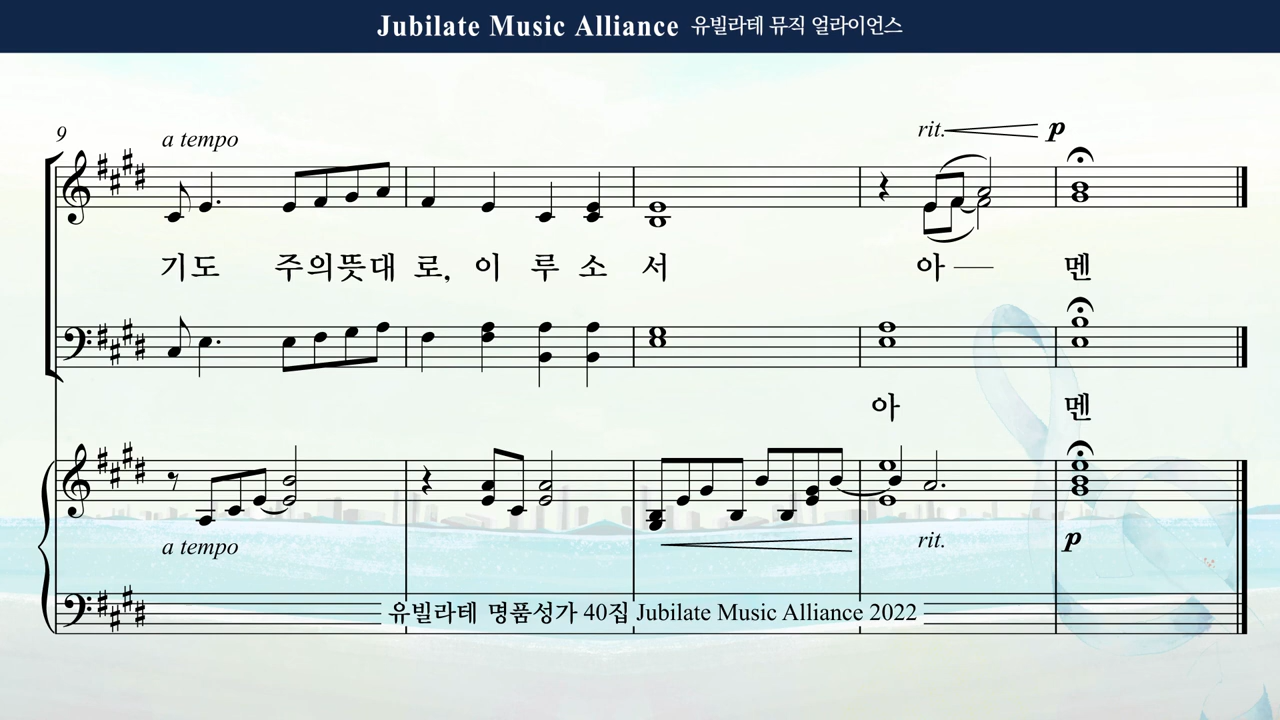 Jubilate Music Alliance 유빌라테 뮤직 얼라이언스
9
a tempo
rit. p
기도 주의뜻대 로, 이 루 소 서 아 멘
아 멘
a tempo
rit.
p
유빌라테 명품성가 40집 Jubilate Music Alliance 2022